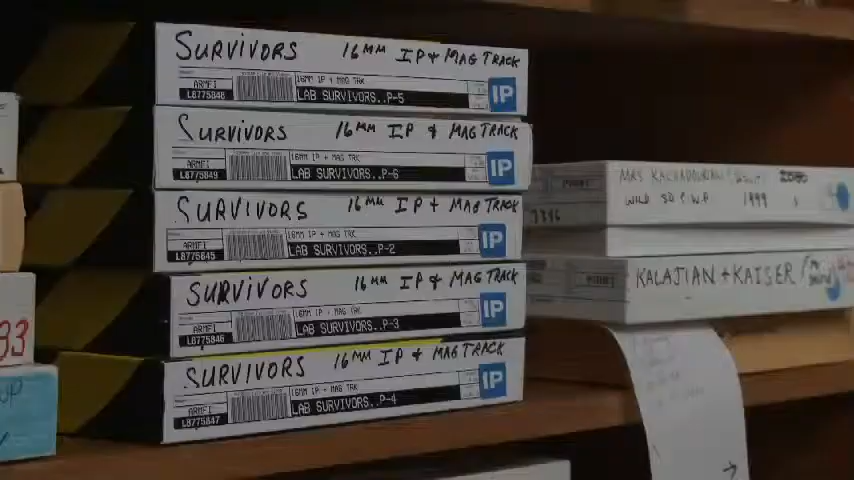 SURVIVORS 16MM IP & MAG TRACK
16MM IP + MAG TRK
ARMFI
L8775848
LAB SURVIVORS..P-5
IP
SURVIVORS 16MM IP & MAG TRACK
16MM IP + MAG TRK
ARMFI
L8775849
LAB SURVIVORS..P-6
IP
SURVIVORS 16MM IP & MAG TRACK
16MM IP + MAG TRK
ARMFI
L8775845
LAB SURVIVORS..P-2
IP
SURVIVORS 16MM IP & MAG TRACK
16MM IP + MAG TRK
ARMFI
L8775846
LAB SURVIVORS..P-3
IP
SURVIVORS 16MM IP & MAG TRACK
16MM IP + MAG TRK
ARMFI
L8775847
LAB SURVIVORS..P-4
IP
MRS
WILD 1999
KALAJIAN + KAISER
33
UP